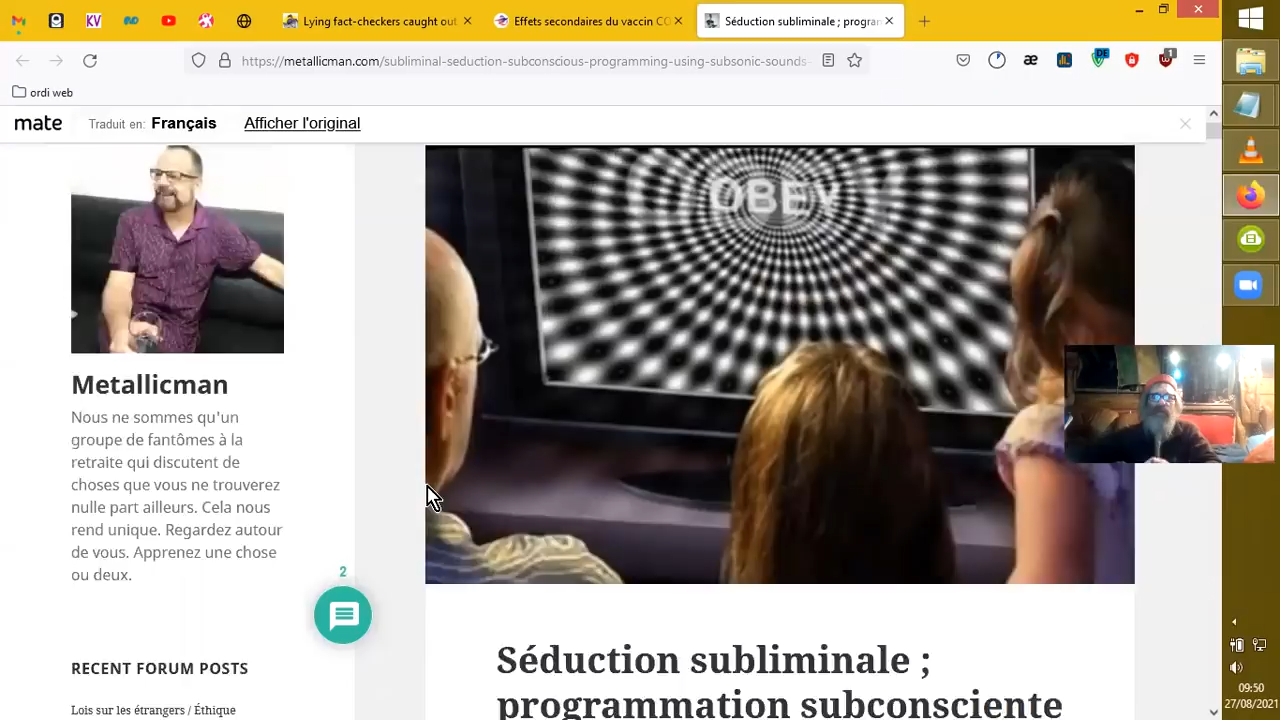 KV
Lying fact-checkers caught out
Effets secondaires du vaccin CO
Séduction subliminale ; program
https://metallicman.com/subliminal-seduction-subconscious-programming-using-subsonic-sounds-
æ
DE
1
ordi web
mate
Traduit en: Français
Afficher l'original
OBEY
Metallicman
Nous ne sommes qu'un
groupe de fantômes à la
retraite qui discutent de
choses que vous ne trouverez
nulle part ailleurs. Cela nous
rend unique. Regardez autour
de vous. Apprenez une chose
ou deux.
2
RECENT FORUM POSTS
Lois sur les étrangers / Éthique
Séduction subliminale ;
programmation subconsciente
09:50
27/08/2021